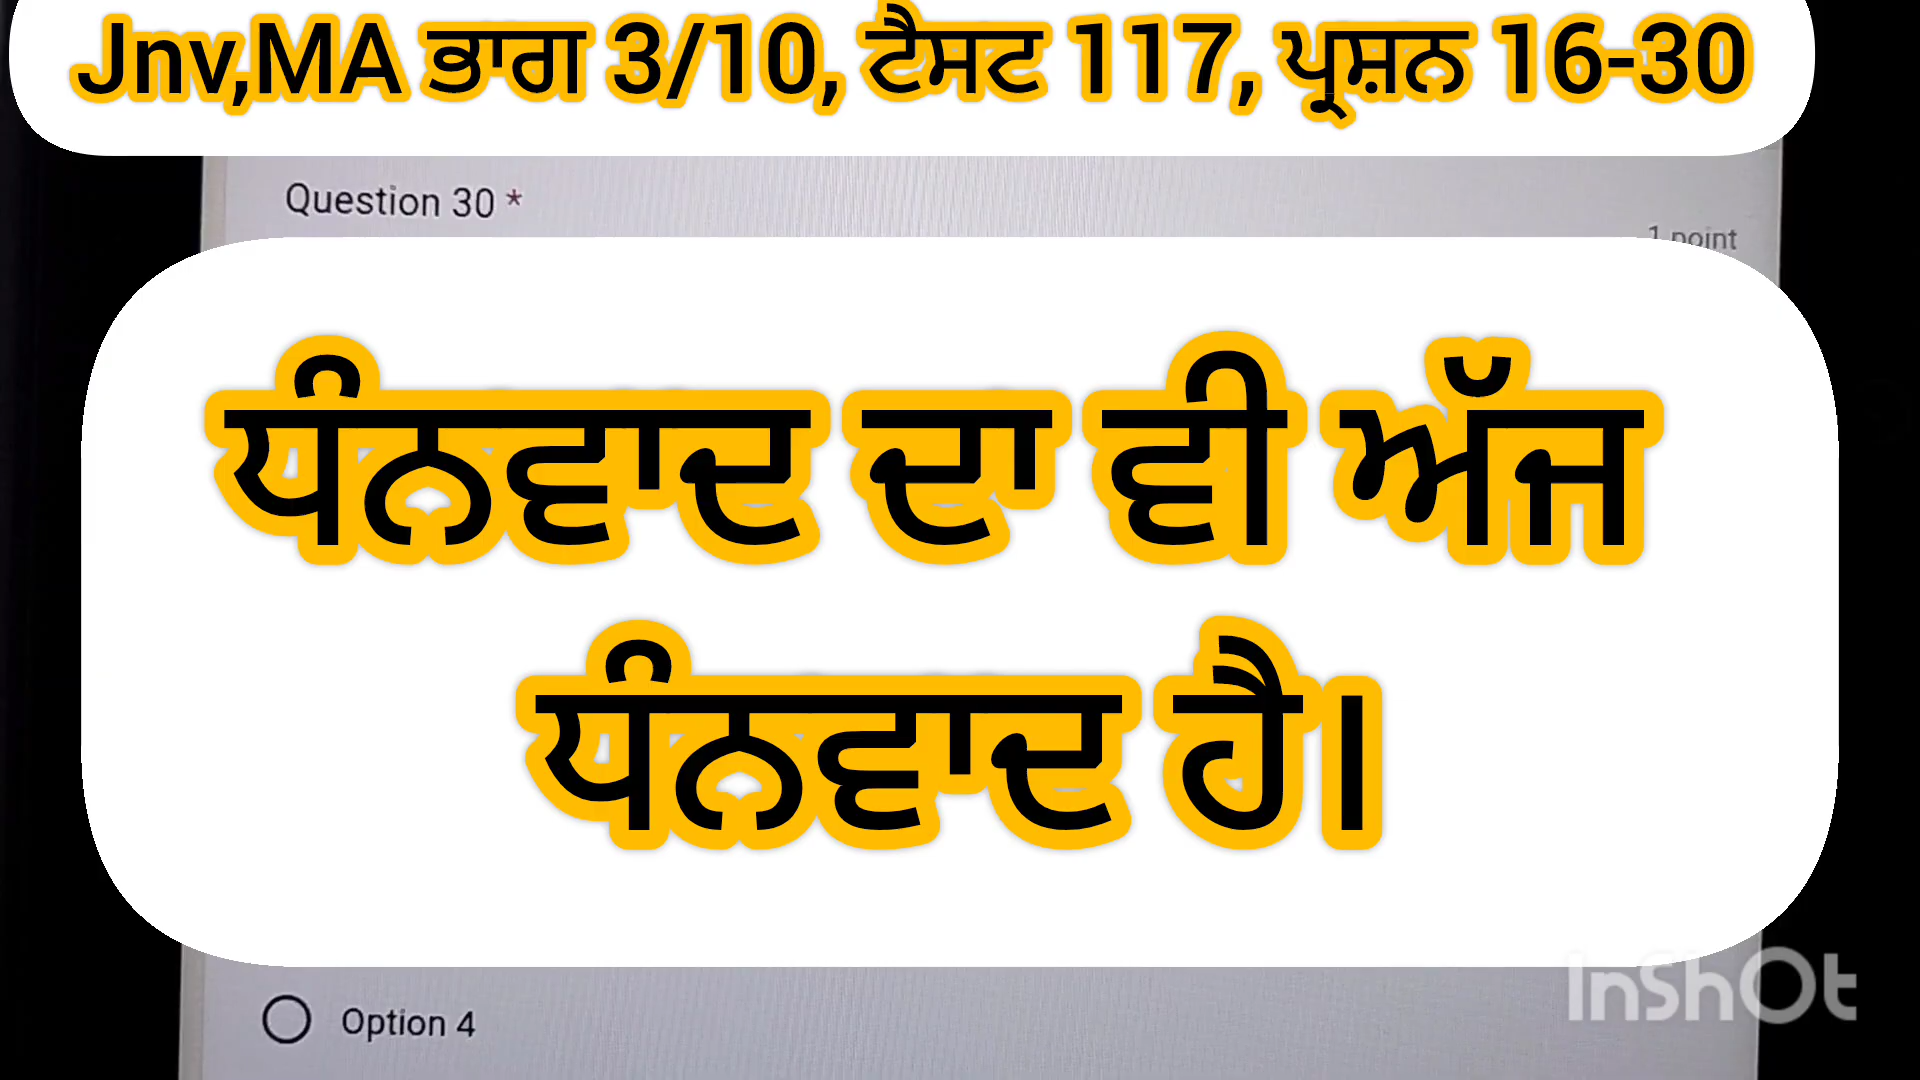 Jnv,MA ਭਾਗ 3/10, ਟੈਸਟ 117, ਪ੍ਰਸ਼ਨ 16-30
Question 30 *
1 point
ਧੰਨਵਾਦ ਦਾ ਵੀ ਅੱਜ
ਧੰਨਵਾਦ ਹੈ।
Option 4
InShOt